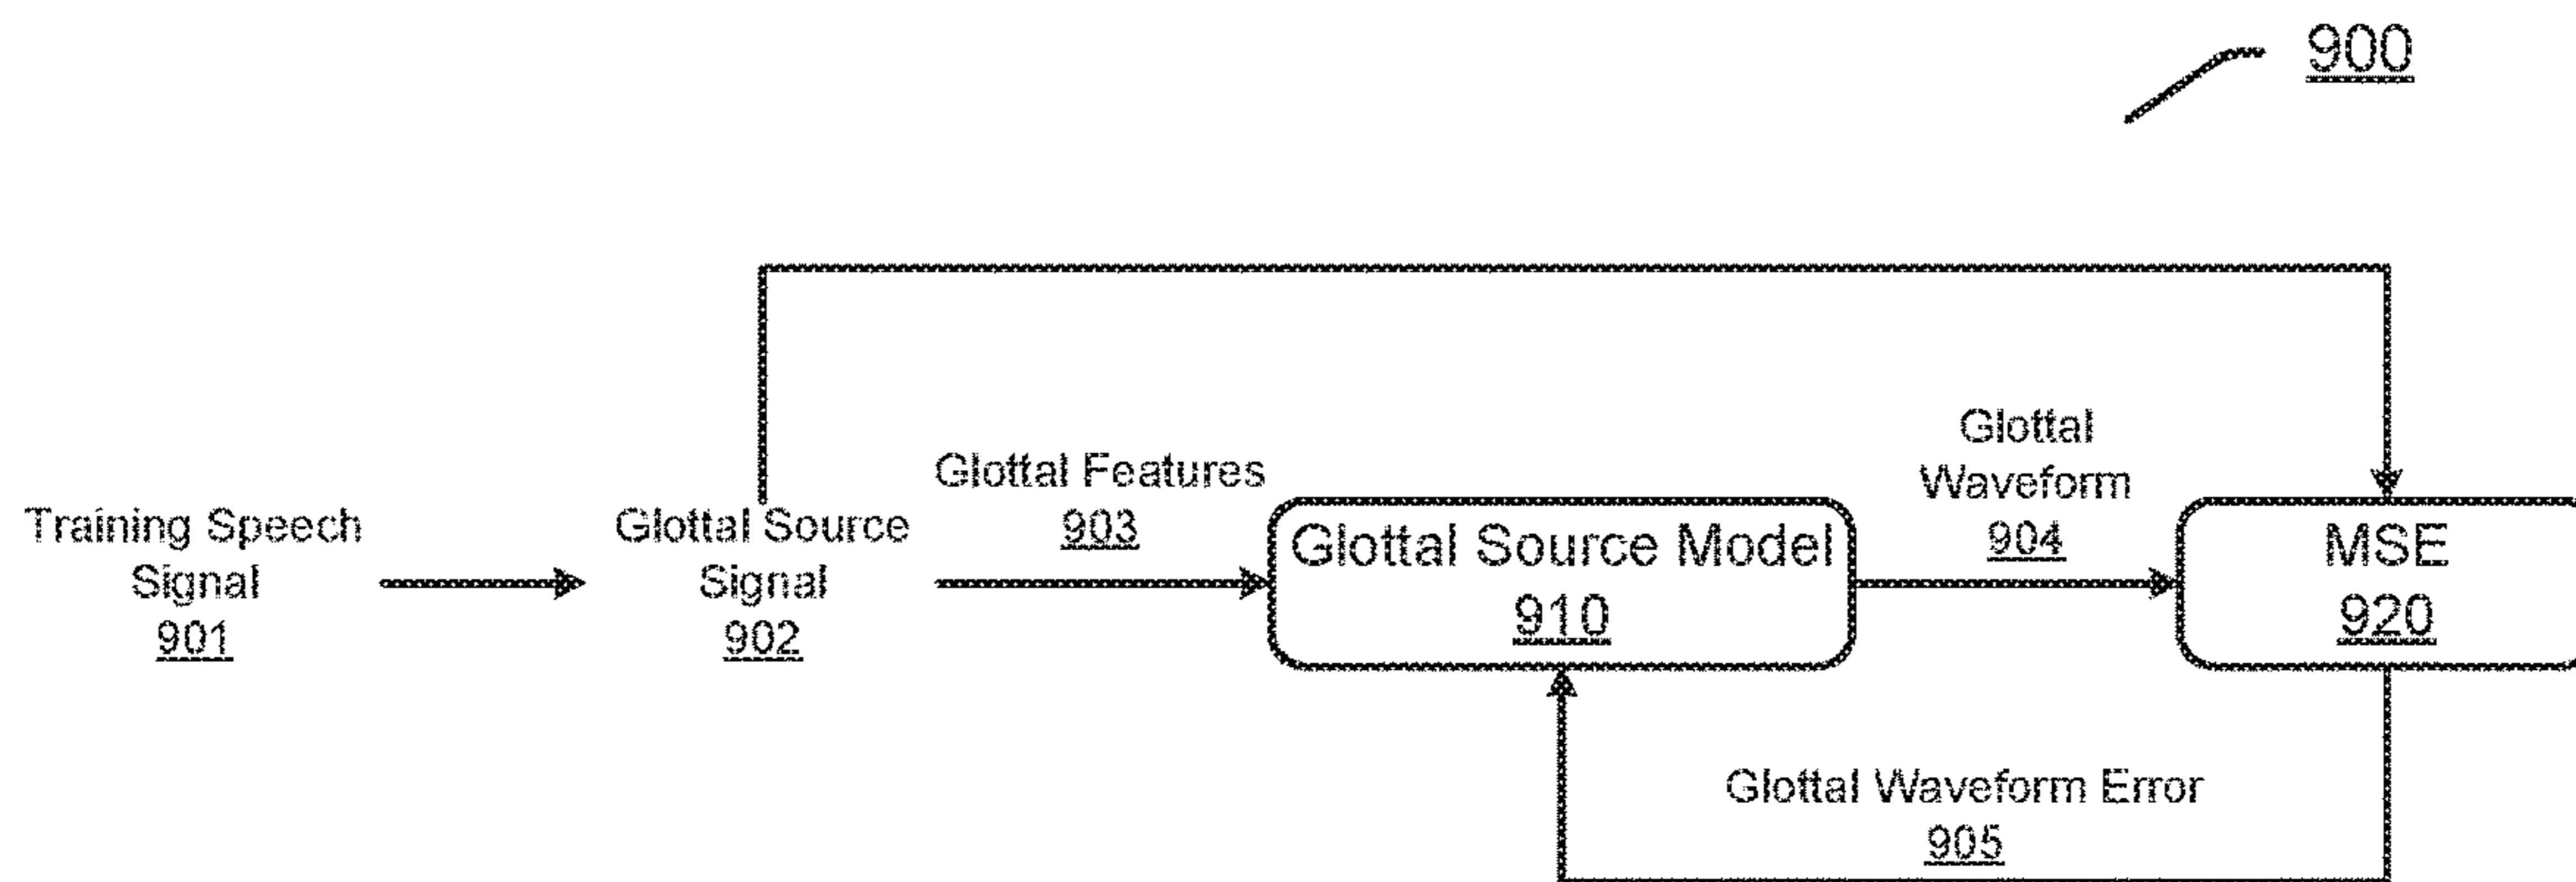 900
Training Speech
Signal
901
Glottal Source
Signal
902
Glottal Features
903
Glottal Source Model
910
Glottal
Waveform
904
MSE
920
Glottal Waveform Error
905